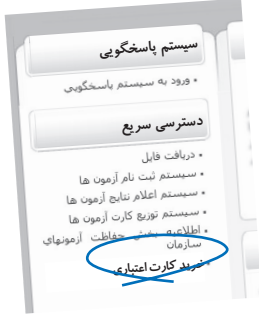 سیستم پاسخگویی
• ورود به سیستم پاسخگویی
دسترسی سریع
• دریافت فایل
• سیستم ثبت نام آزمون ها
• سیستم اعلام نتایج آزمون ها
• سیستم توزیع کارت آزمون ها
• اطلاعیه بخش حفاظت آزمونهای
سازمان
• خرید کارت اعتباری